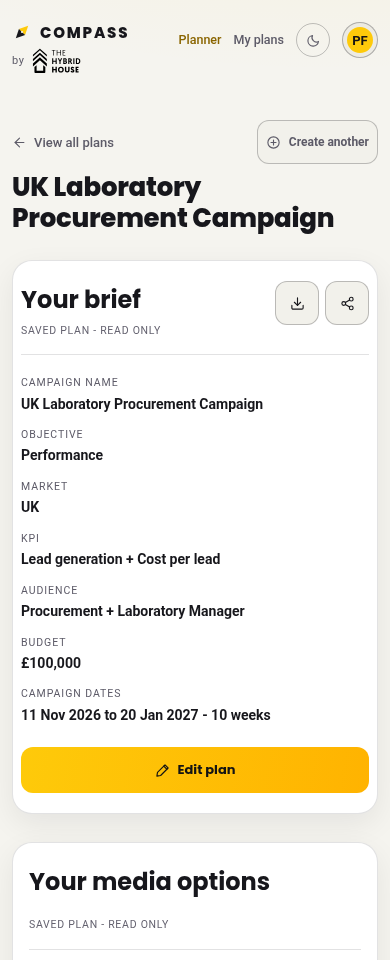 COMPASS
by THE HYBRID HOUSE
Planner My plans PF
View all plans
Create another
UK Laboratory
Procurement Campaign
Your brief
SAVED PLAN - READ ONLY
CAMPAIGN NAME
UK Laboratory Procurement Campaign
OBJECTIVE
Performance
MARKET
UK
KPI
Lead generation + Cost per lead
AUDIENCE
Procurement + Laboratory Manager
BUDGET
£100,000
CAMPAIGN DATES
11 Nov 2026 to 20 Jan 2027 - 10 weeks
Edit plan
Your media options
SAVED PLAN - READ ONLY